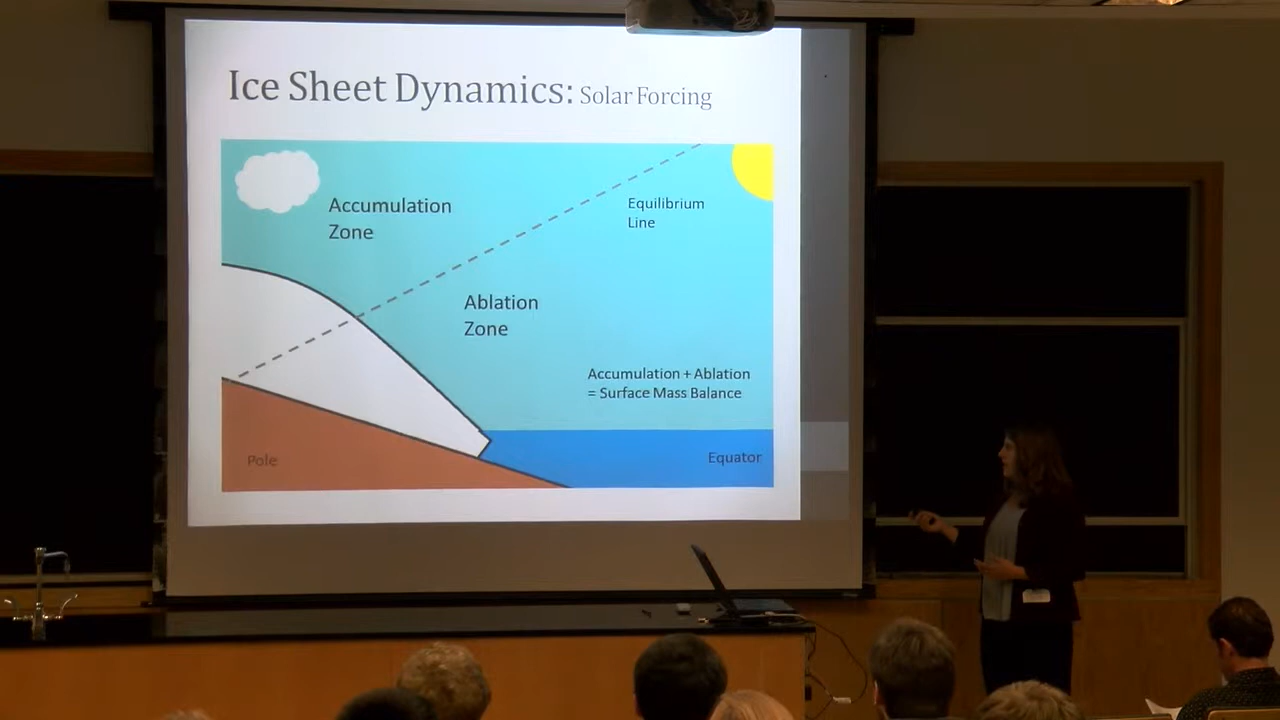 Ice Sheet Dynamics: Solar Forcing
Accumulation
Zone
Equilibrium
Line
Ablation
Zone
Accumulation + Ablation
= Surface Mass Balance
Pole
Equator